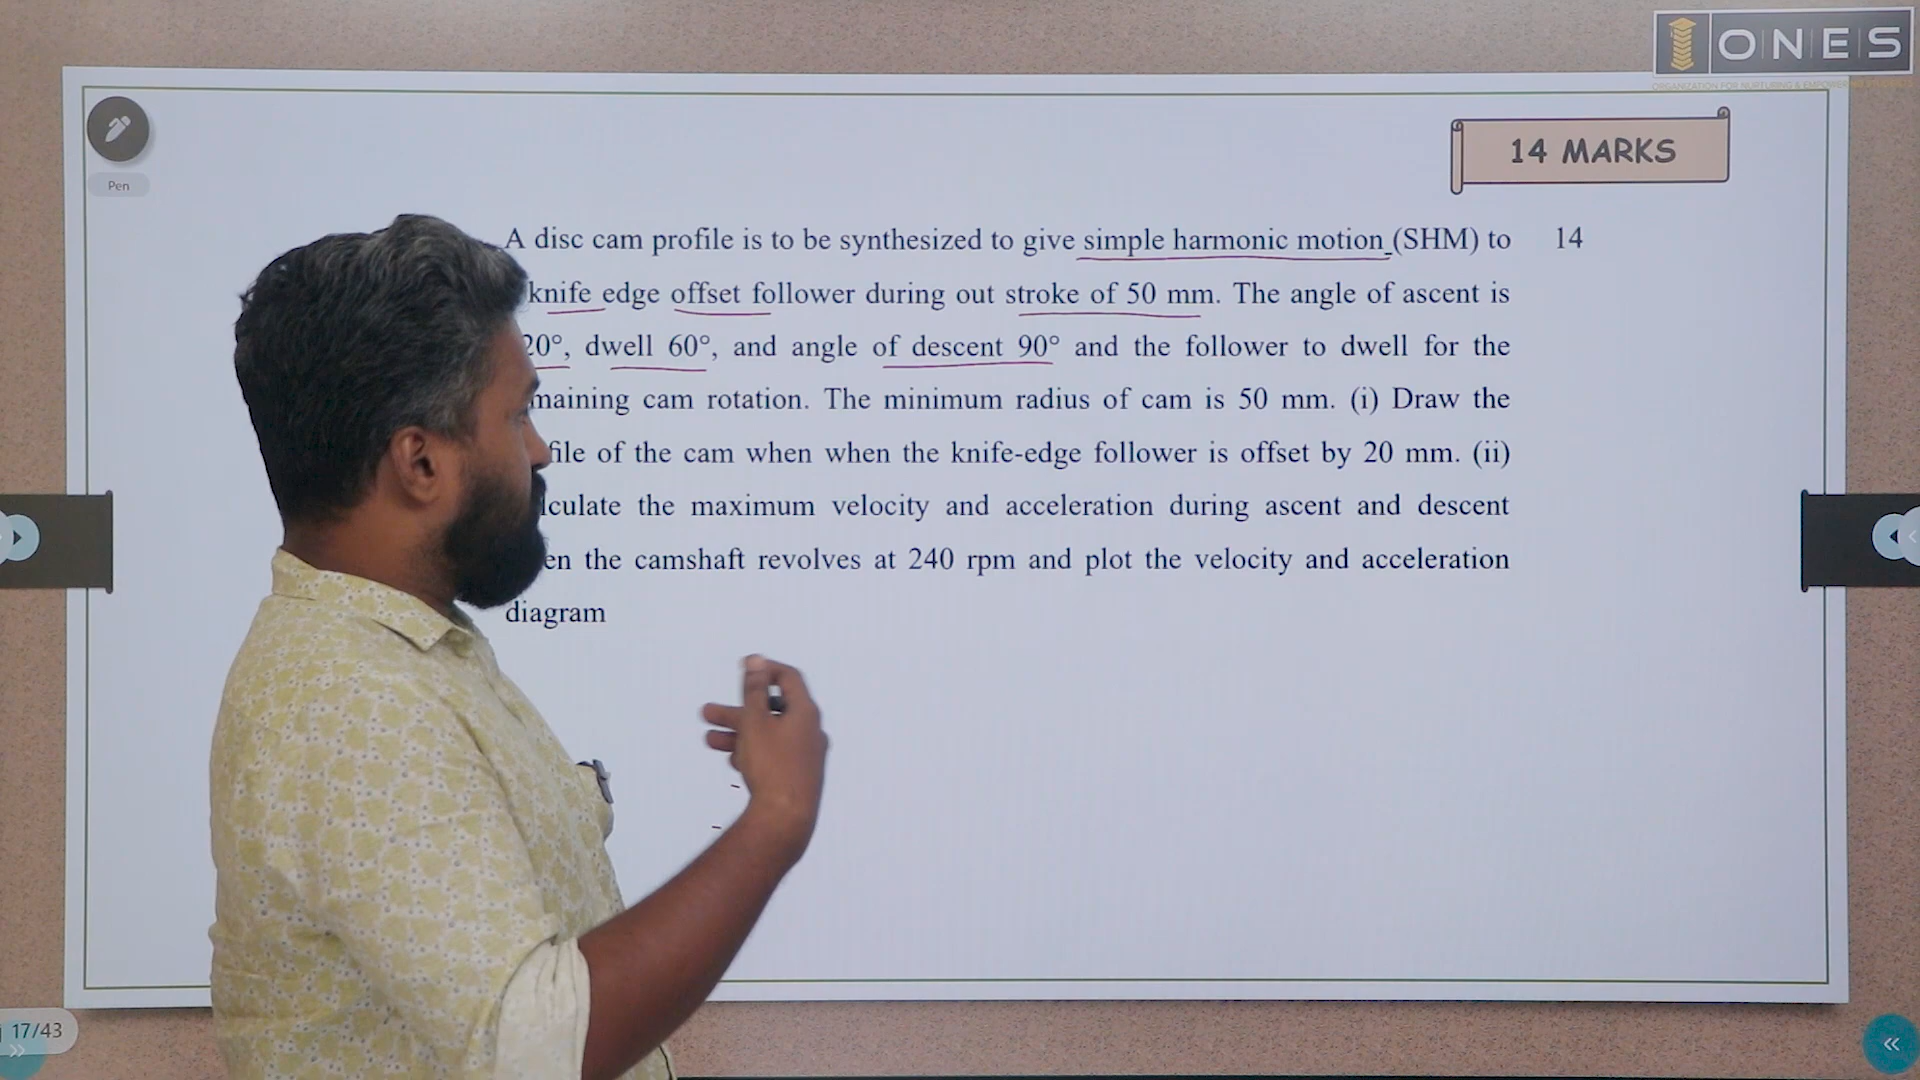 ONES
ORGANIZATION FOR NURTURING & EMPOWER
14 MARKS
Pen
A disc cam profile is to be synthesized to give simple harmonic motion (SHM) to 14
knife edge offset follower during out stroke of 50 mm. The angle of ascent is
20°, dwell 60°, and angle of descent 90° and the follower to dwell for the
maining cam rotation. The minimum radius of cam is 50 mm. (i) Draw the
file of the cam when when the knife-edge follower is offset by 20 mm. (ii)
lculate the maximum velocity and acceleration during ascent and descent
en the camshaft revolves at 240 rpm and plot the velocity and acceleration
diagram
17/43